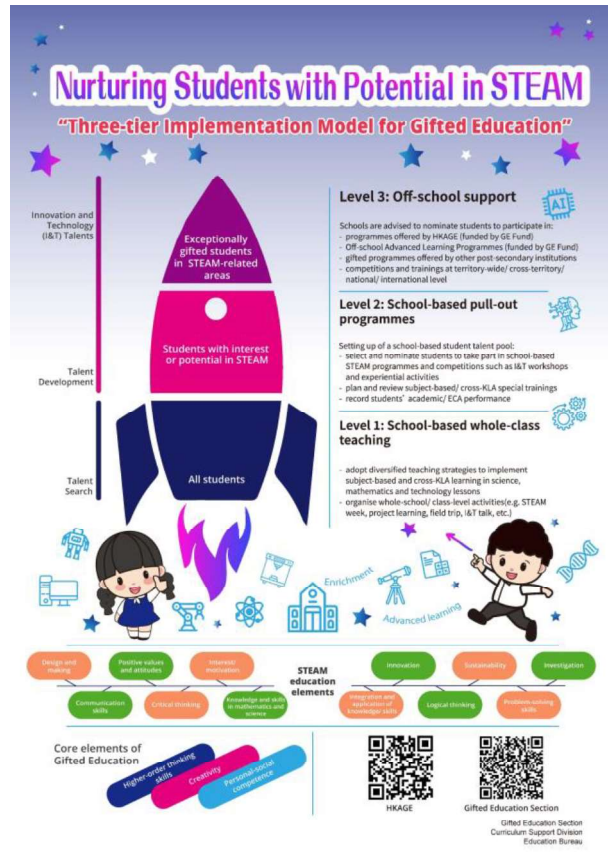 Nurturing Students with Potential in STEAM
“Three-tier Implementation Model for Gifted Education”
Innovation and
Technology
(I&T) Talents
Talent
Development
Talent
Search
Exceptionally
gifted students
in STEAM-related
areas
Students with interest
or potential in STEAM
All students
Level 3: Off-school support
AI
Schools are advised to nominate students to participate in:
- programmes offered by HKAGE (funded by GE Fund)
- Off-school Advanced Learning Programmes (funded by GE Fund)
- gifted programmes offered by other post-secondary institutions
- competitions and trainings at territory-wide/ cross-territory/
national/ international level
Level 2: School-based pull-out
programmes
Setting up of a school-based student talent pool:
- select and nominate students to take part in school-based
STEAM programmes and competitions such as I&T workshops
and experiential activities
- plan and review subject-based/ cross-KLA special trainings
- record students’ academic/ ECA performance
Level 1: School-based whole-class
teaching
- adopt diversified teaching strategies to implement
subject-based and cross-KLA learning in science,
mathematics and technology lessons
- organise whole-school/ class-level activities(e.g. STEAM
week, project learning, field trip, I&T talk, etc.)
Enrichment
Advanced learning
Design and
making
Positive values
and attitudes
Interest/
motivation
Communication
skills
Critical thinking
Knowledge and skills
in mathematics and
science
STEAM
education
elements
Innovation
Sustainability
Investigation
Integration and
application of
knowledge/ skills
Logical thinking
Problem-solving
skills
Core elements of
Gifted Education
Higher-order thinking
skills
Creativity
Personal-social
competence
HKAGE
Gifted Education Section
Gifted Education Section
Curriculum Support Division
Education Bureau